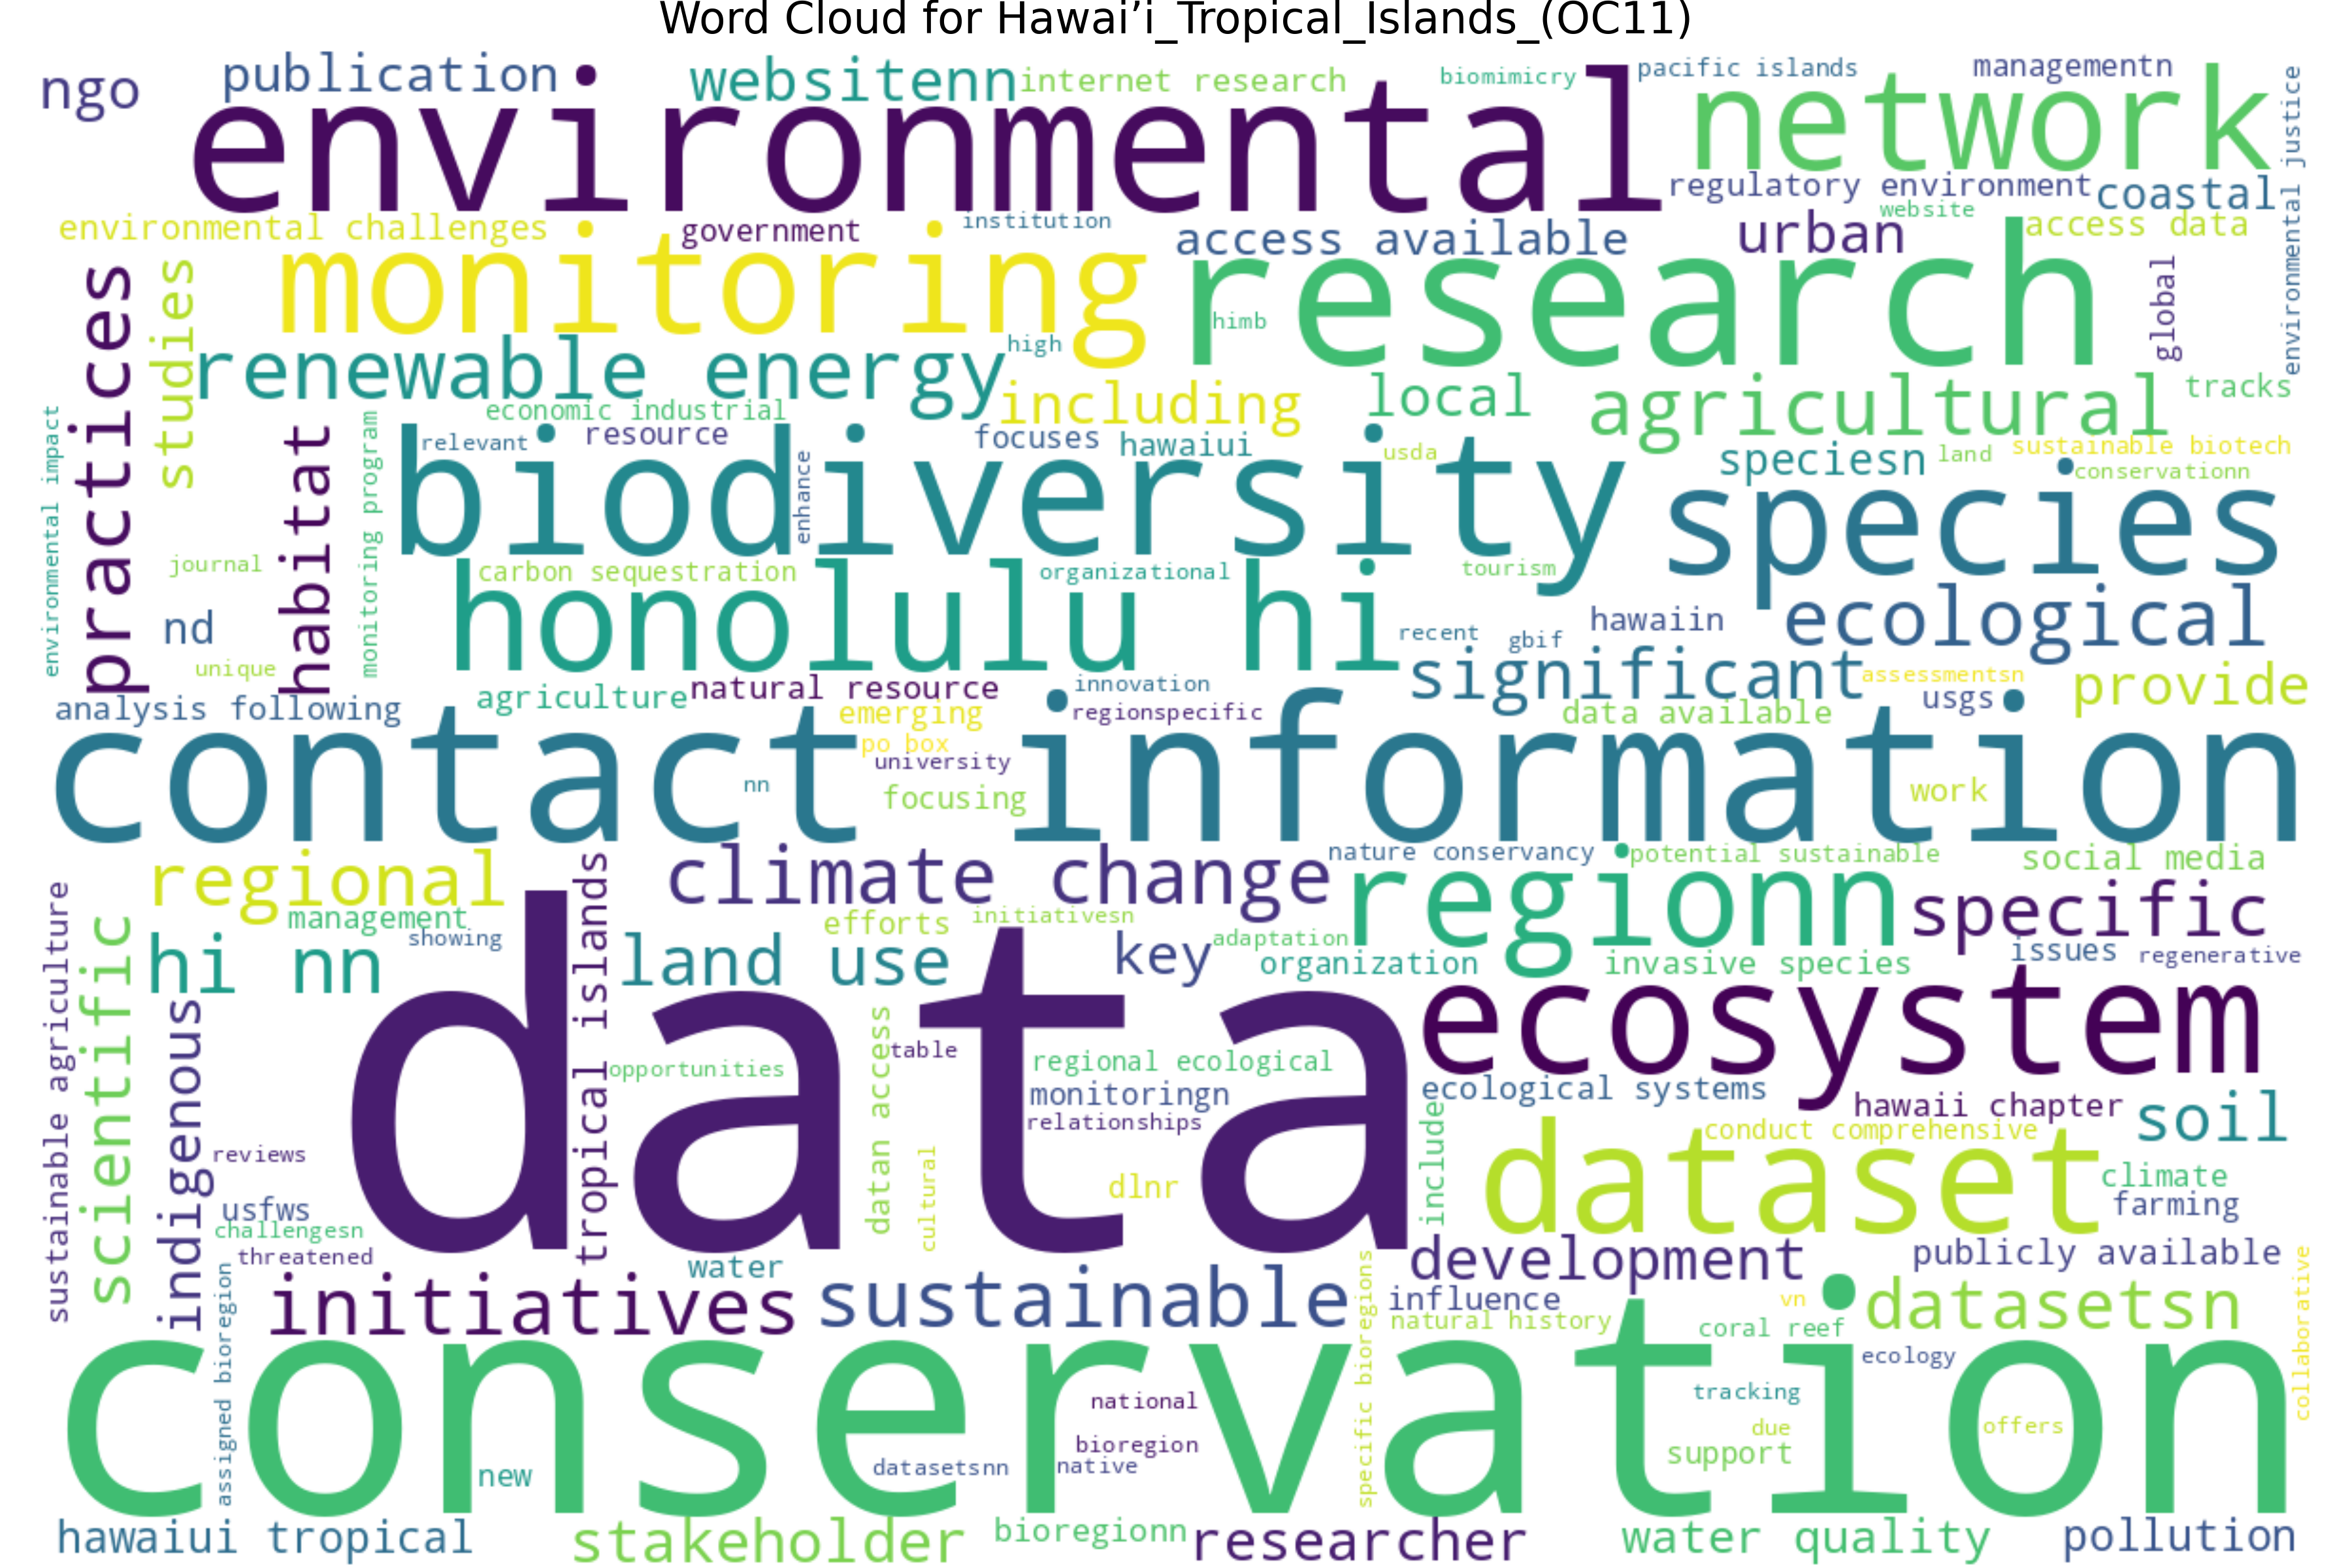 Word Cloud for Hawai’i_Tropical_Islands_(OC11)
ngo
publication
websitenn
internet research
biomimicry
pacific islands
managementn
environmental
network
environmental justice
regulatory environment
coastal
environmental challenges
government
institution
access available
urban
website
access data
practices
studies
monitoring
research
himb
global
renewable energy
high
including
local
agricultural
tracks
environmental impact
habitat
monitoring program
economic industrial
relevant
resource
focuses
hawaiui
usda
speciesn
land
sustainable biotech
conservationn
biodiversity
enhance
species
journal
carbon sequestration
organizational
tourism
nd
honolulu hi
recent
gbif
hawaiin
ecological
unique
significant
assessmentsn
usgs
provide
analysis following
agriculture
natural resource
innovation
emerging
regionspecific
data available
po box
university
contact information
nn
focusing
work
regional
climate change
nature conservancy
potential sustainable
social media
regionn
specific
sustainable agriculture
scientific
management
showing
tropical islands
efforts
initiativesn
hi nn
land use
key
adaptation
organization
invasive species
issues
regenerative
indigenous
data
ecosystem
opportunities
datan access
table
regional ecological
monitoringn
relationships
ecological systems
hawaii chapter
soil
include
conduct comprehensive
reviews
cultural
dlnr
dataset
climate
farming
usfws
challengesn
threatened
water
development
publicly available
assigned bioregion
initiatives
sustainable
specific bioregions
influence
vn
datasetsn
collaborative
natural history
coral reef
ecology
conservation
national
tracking
due
offers
bioregion
support
new
datasetsnn
native
hawaiui tropical
stakeholder
bioregionn
researcher
water quality
pollution